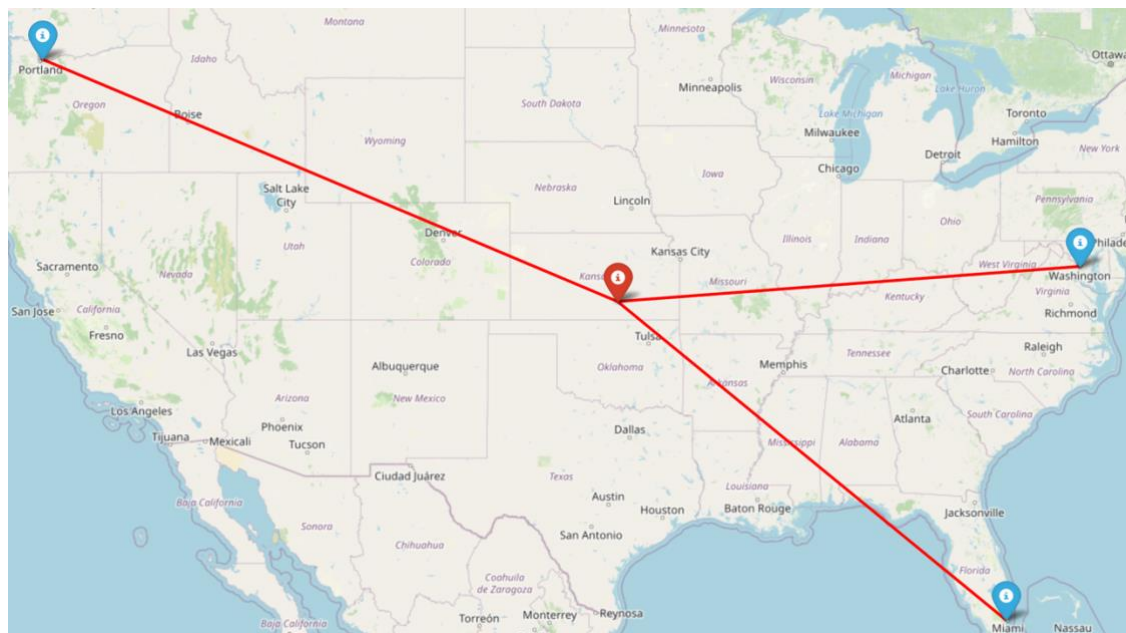 Montana
Minnesota
Ottawa
Portland
Idaho
Oregon
Boise
South Dakota
Minneapolis
Wisconsin
Michigan
Lake Huron
Wyoming
Lake Michigan
Toronto
Hamilton
Milwaukee
New York
Detroit
Chicago
Iowa
Nebraska
Lincoln
Salt Lake
City
Pennsylvania
Ohio
Illinois
Indiana
Denver
Utah
Colorado
Kansas City
Philade
Sacramento
Nevada
Kansas
Missouri
West Virginia
Washington
Virginia
Kentucky
San Jose
California
Richmond
Fresno
Las Vegas
Tulsa
Raleigh
Tennessee
Albuquerque
Oklahoma
Memphis
Charlotte
North Carolina
New Mexico
Arkansas
Los Angeles
Arizona
Phoenix
Atlanta
South Carolina
Tijuana
Mexicali
Tucson
Dallas
Mississippi
Alabama
Ciudad Juárez
Texas
Louisiana
Baja California
Austin
Houston
Baton Rouge
Jacksonville
Sonora
San Antonio
Chihuahua
Florida
Coahuila
de Zaragoza
Baja California
Torreón
Monterrey
Reynosa
Miami
Nassau